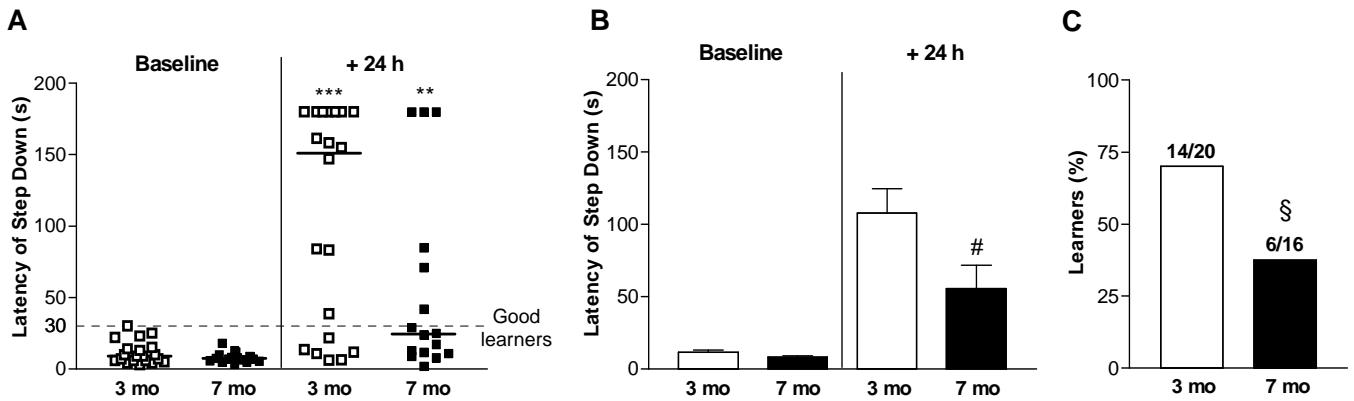 A
Baseline
+ 24 h
Latency of Step Down (s)
200
150
100
50
30
0
***
**
Good
learners
3 mo
7 mo
3 mo
7 mo
B
Baseline
+ 24 h
Latency of Step Down (s)
200
150
100
50
0
#
3 mo
7 mo
3 mo
7 mo
C
Learners (%)
100
75
50
25
0
14/20
§
6/16
3 mo
7 mo